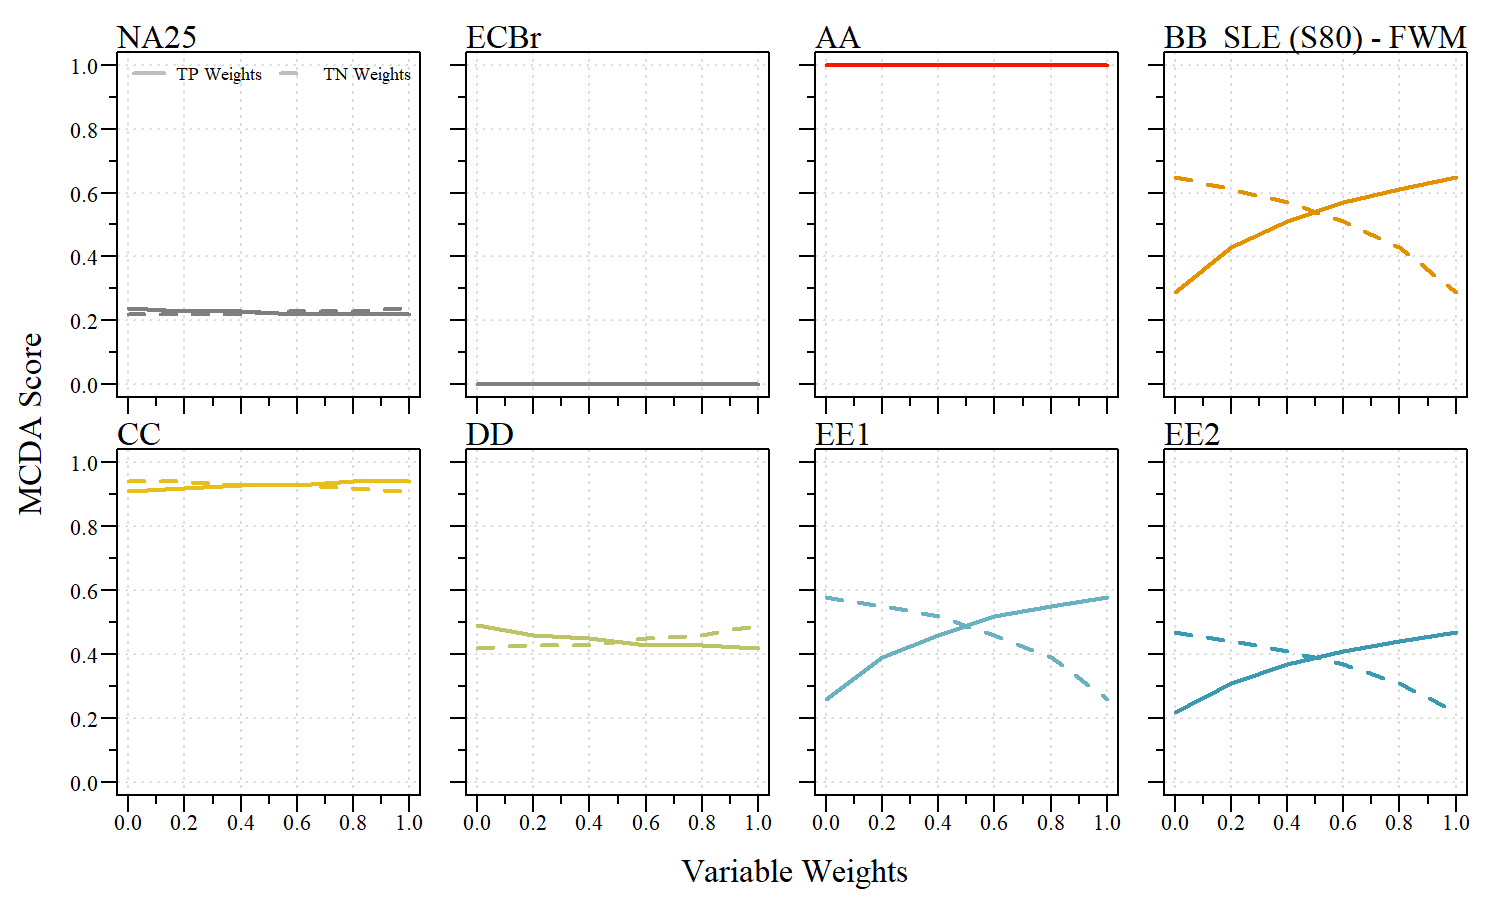 NA25
ECBr
AA
BB SLE (S80) - FWM
TP Weights
TN Weights
1.0
0.8
0.6
0.4
0.2
0.0
CC
DD
EE1
EE2
MCDA Score
1.0
0.8
0.6
0.4
0.2
0.0
0.0 0.2 0.4 0.6 0.8 1.0
0.0 0.2 0.4 0.6 0.8 1.0
0.0 0.2 0.4 0.6 0.8 1.0
0.0 0.2 0.4 0.6 0.8 1.0
Variable Weights